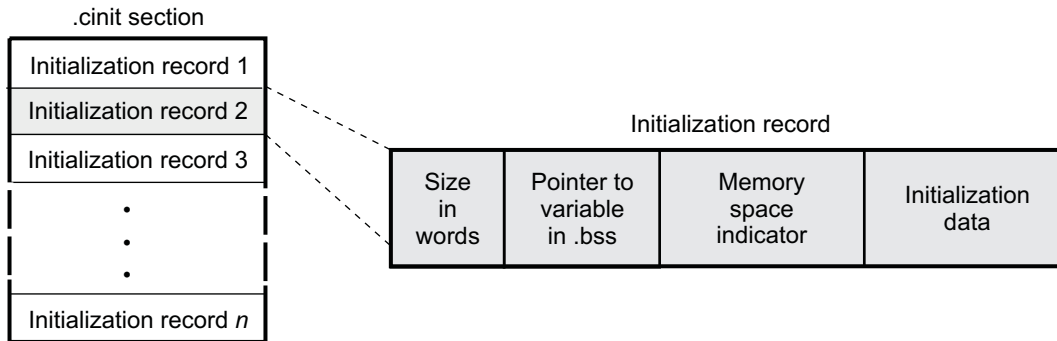 .cinit section
Initialization record 1
Initialization record 2
Initialization record 3
Initialization record n
Initialization record
Size
in
words
Pointer to
variable
in .bss
Memory
space
indicator
Initialization
data